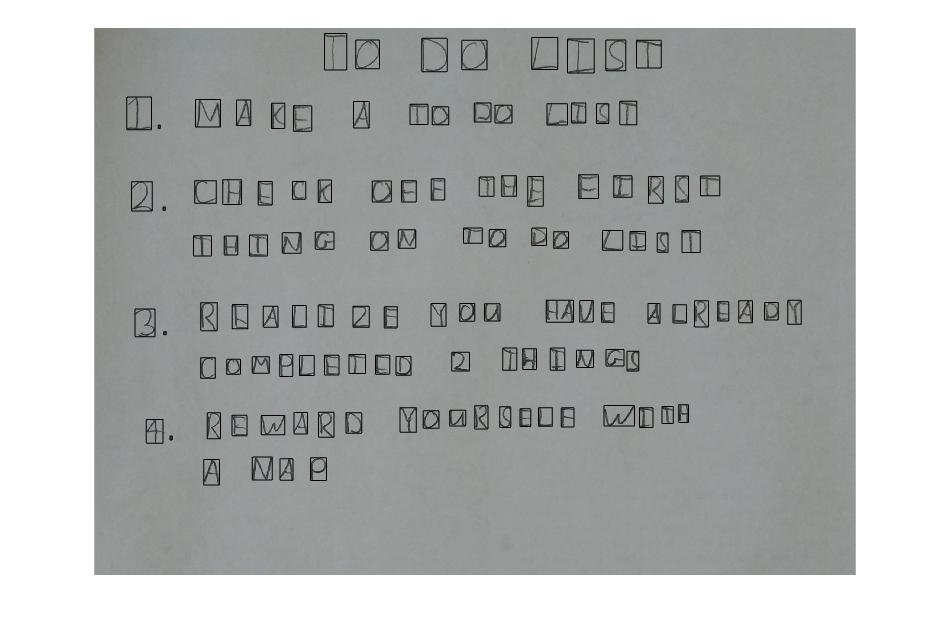 TO DO LIST
1. MAKE A TO DO LIST
2. CHECK OFF THE FIRST
THING ON TO DO LIST
3. REALIZE YOU HAVE ALREADY
COMPLETED 2 THINGS
4. REWARD YOURSELF WITH
A NAP